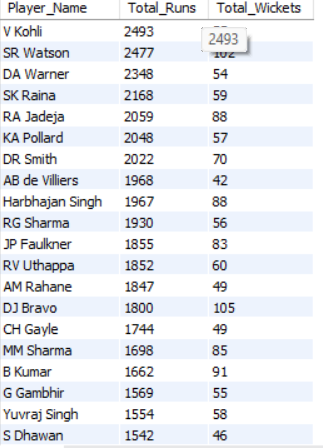 Player_Name Total_Runs Total_Wickets
V Kohli 2493
2493
SR Watson 2477 102
DA Warner 2348 54
SK Raina 2168 59
RA Jadeja 2059 88
KA Pollard 2048 57
DR Smith 2022 70
AB de Villiers 1968 42
Harbhajan Singh 1967 88
RG Sharma 1930 56
JP Faulkner 1855 83
RV Uthappa 1852 60
AM Rahane 1847 49
DJ Bravo 1800 105
CH Gayle 1744 49
MM Sharma 1698 85
B Kumar 1662 91
G Gambhir 1569 55
Yuvraj Singh 1554 58
S Dhawan 1542 46